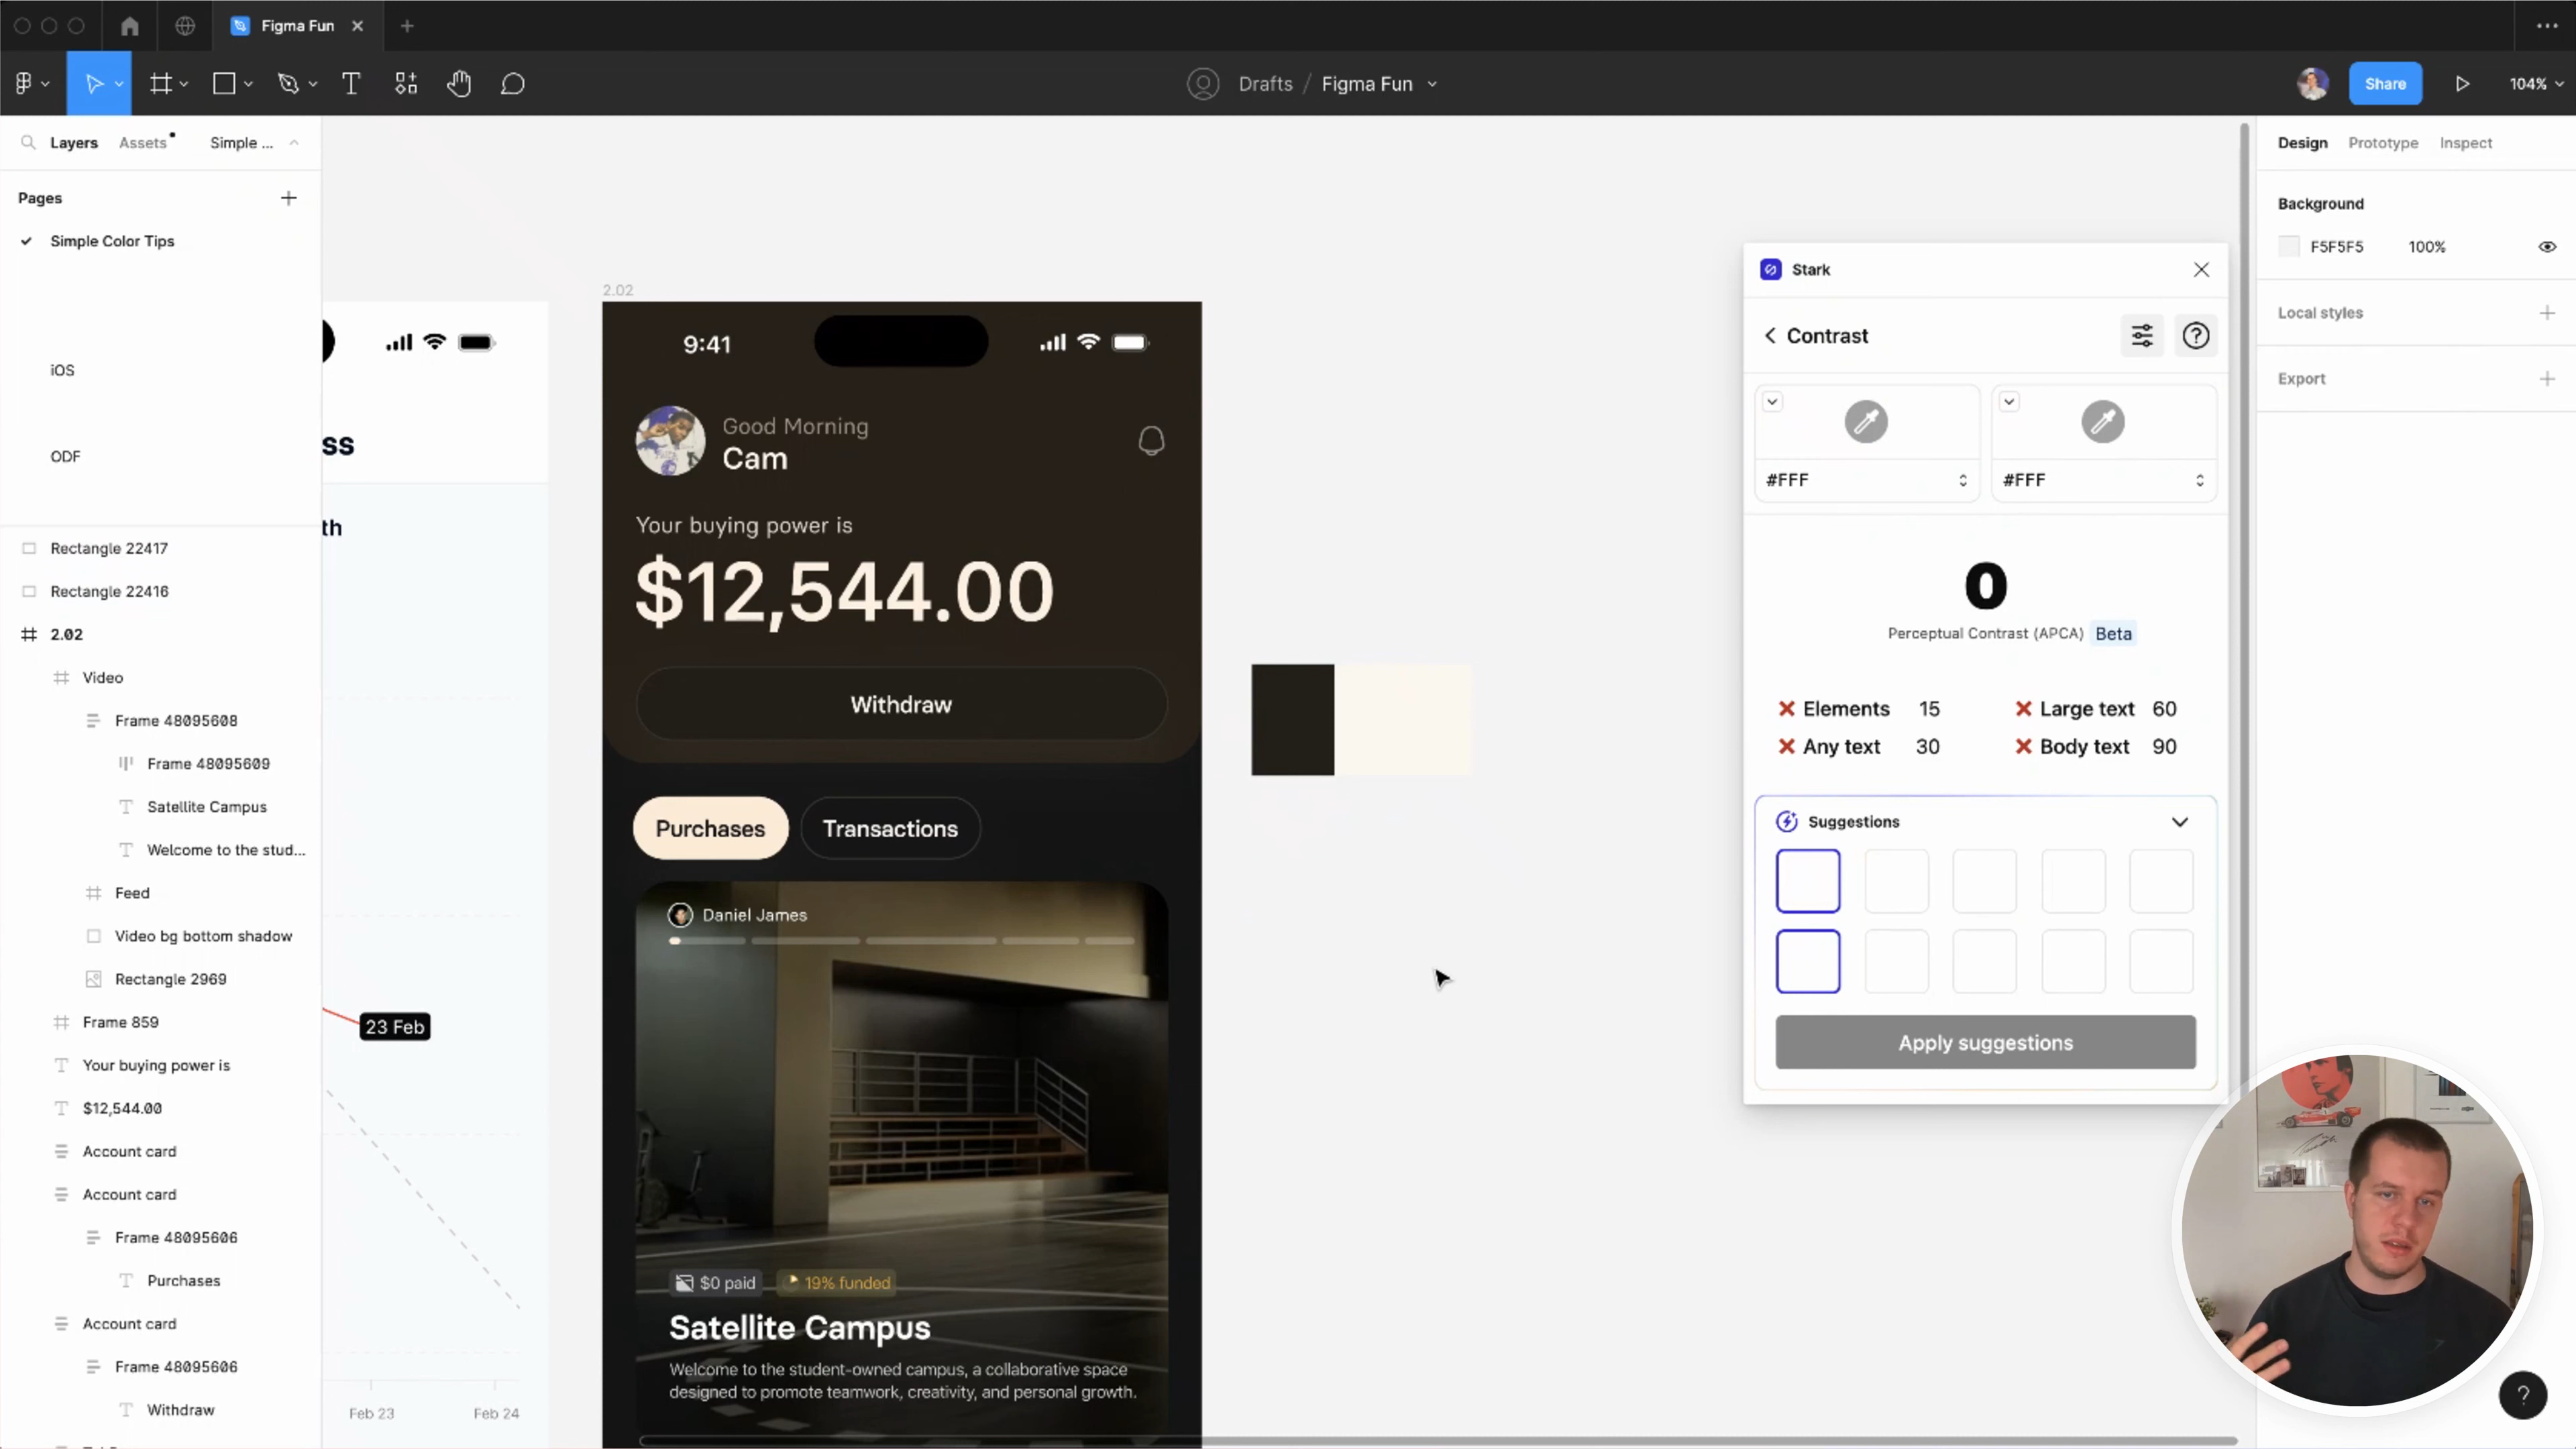 Figma Fun
Drafts / Figma Fun
Share
104%
Layers
Assets
Simple ...
Pages
Simple Color Tips
iOS
ODF
Rectangle 22417
Rectangle 22416
2.02
Video
Frame 48095608
Frame 48095609
Satellite Campus
Welcome to the stud...
Feed
Video bg bottom shadow
Rectangle 2969
Frame 859
Your buying power is
$12,544.00
Account card
Account card
Frame 48095606
Purchases
Account card
Frame 48095606
Withdraw
ss
th
23 Feb
Feb 23
Feb 24
2.02
9:41
Good Morning
Cam
Your buying power is
$12,544.00
Withdraw
Purchases
Transactions
Daniel James
$0 paid
19% funded
Satellite Campus
Welcome to the student-owned campus, a collaborative space
designed to promote teamwork, creativity, and personal growth.
Stark
Contrast
#FFF
#FFF
0
Perceptual Contrast (APCA) Beta
Elements 15
Large text 60
Any text 30
Body text 90
Suggestions
Apply suggestions
Design
Prototype
Inspect
Background
F5F5F5
100%
Local styles
Export
?